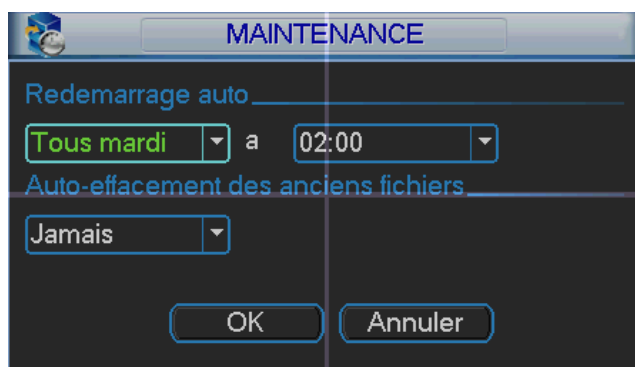 MAINTENANCE
Redemarrage auto
Tous mardi a 02:00
Auto-effacement des anciens fichiers
Jamais
OK Annuler